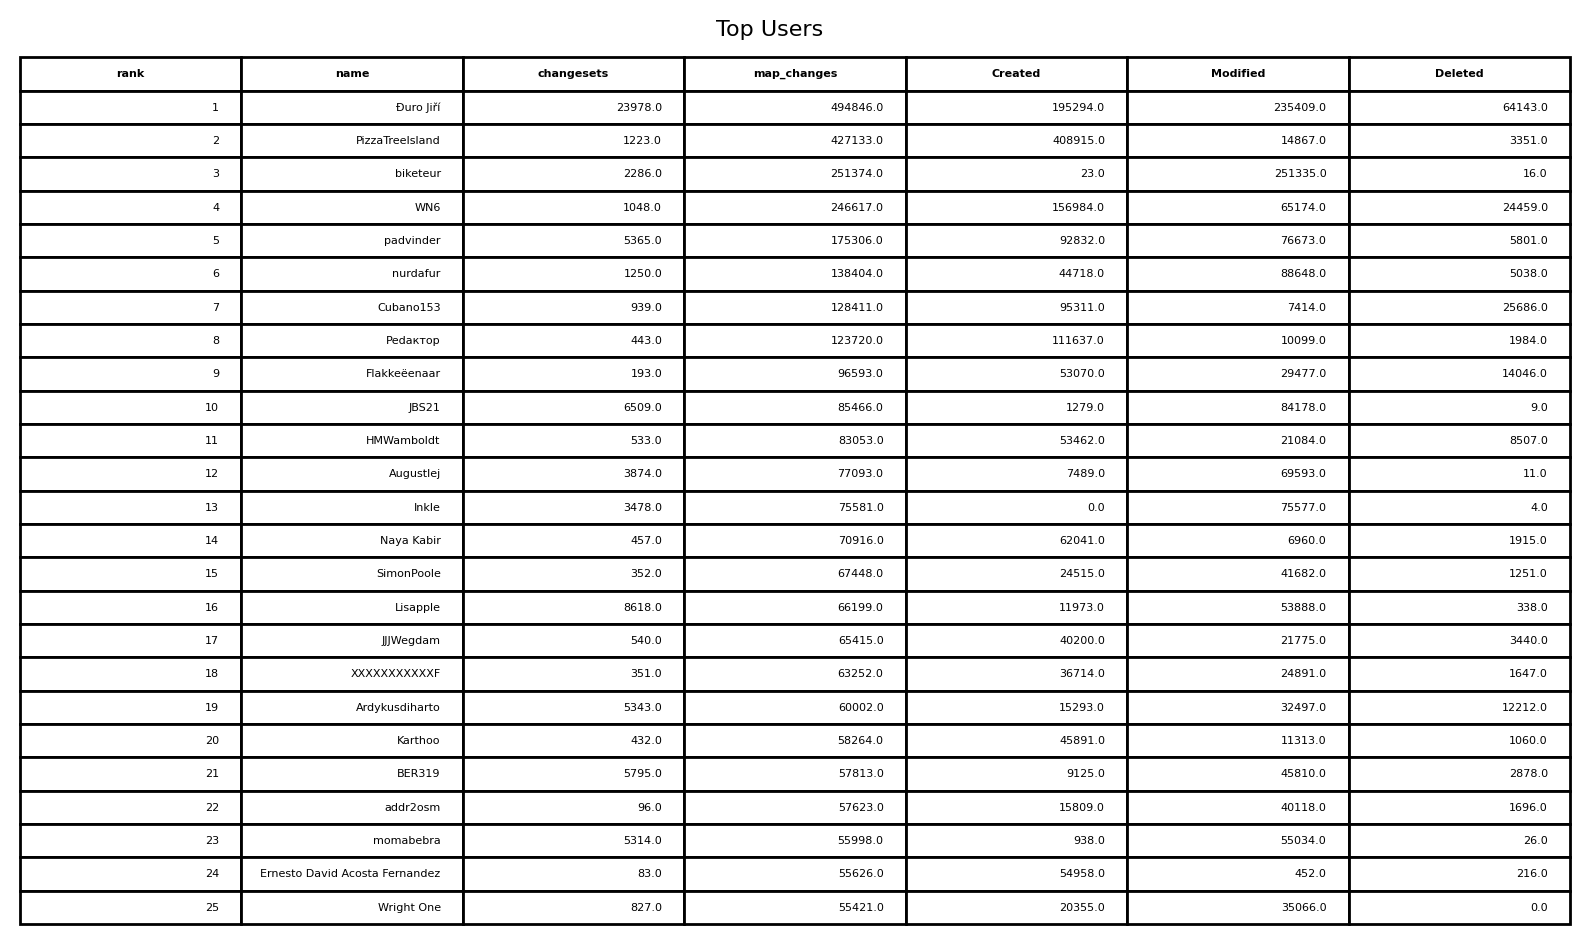 Top Users
rank name changesets map_changes Created Modified Deleted
1 Đuro Jiří 23978.0 494846.0 195294.0 235409.0 64143.0
2 PizzaTreeIsland 1223.0 427133.0 408915.0 14867.0 3351.0
3 biketeur 2286.0 251374.0 23.0 251335.0 16.0
4 WN6 1048.0 246617.0 156984.0 65174.0 24459.0
5 padvinder 5365.0 175306.0 92832.0 76673.0 5801.0
6 nurdafur 1250.0 138404.0 44718.0 88648.0 5038.0
7 Cubano153 939.0 128411.0 95311.0 7414.0 25686.0
8 Pedактор 443.0 123720.0 111637.0 10099.0 1984.0
9 Flakkeëenaar 193.0 96593.0 53070.0 29477.0 14046.0
10 JBS21 6509.0 85466.0 1279.0 84178.0 9.0
11 HMWamboldt 533.0 83053.0 53462.0 21084.0 8507.0
12 Augustlej 3874.0 77093.0 7489.0 69593.0 11.0
13 Inkle 3478.0 75581.0 0.0 75577.0 4.0
14 Naya Kabir 457.0 70916.0 62041.0 6960.0 1915.0
15 SimonPoole 352.0 67448.0 24515.0 41682.0 1251.0
16 Lisapple 8618.0 66199.0 11973.0 53888.0 338.0
17 JJJWegdam 540.0 65415.0 40200.0 21775.0 3440.0
18 XXXXXXXXXXXF 351.0 63252.0 36714.0 24891.0 1647.0
19 Ardykusdiharto 5343.0 60002.0 15293.0 32497.0 12212.0
20 Karthoo 432.0 58264.0 45891.0 11313.0 1060.0
21 BER319 5795.0 57813.0 9125.0 45810.0 2878.0
22 addr2osm 96.0 57623.0 15809.0 40118.0 1696.0
23 momabebra 5314.0 55998.0 938.0 55034.0 26.0
24 Ernesto David Acosta Fernandez 83.0 55626.0 54958.0 452.0 216.0
25 Wright One 827.0 55421.0 20355.0 35066.0 0.0